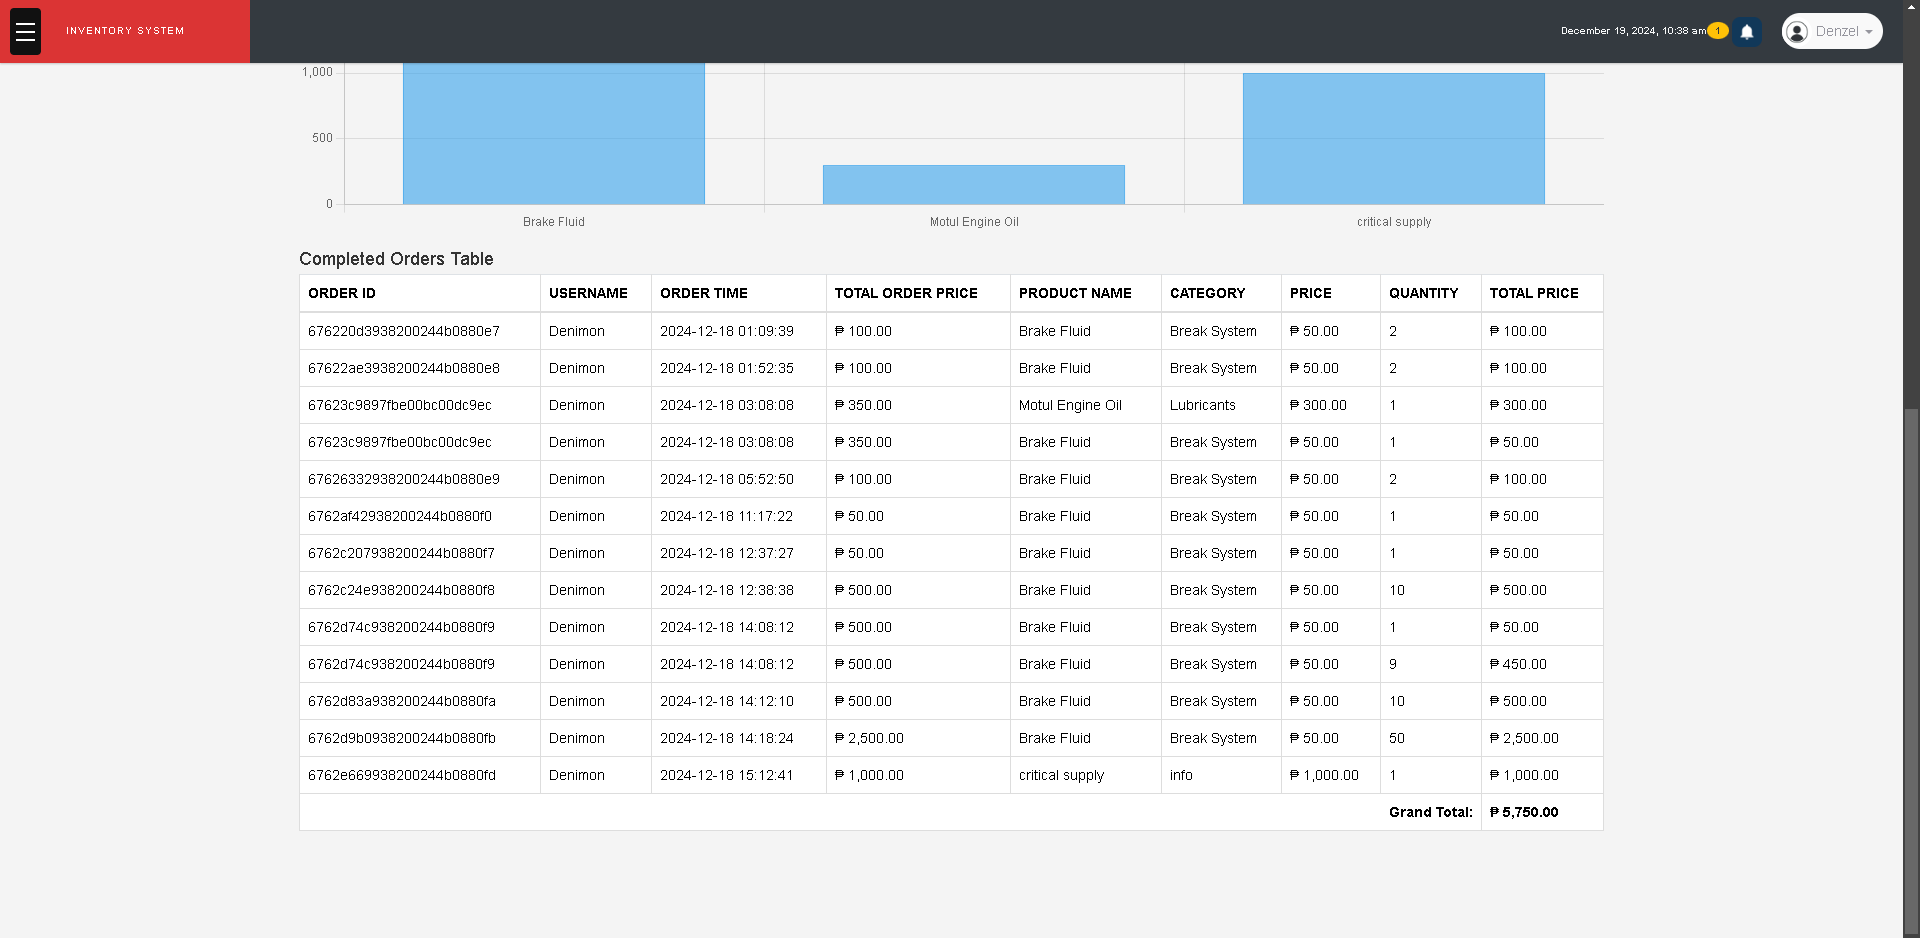 INVENTORY SYSTEM
December 19, 2024, 10:38 am 1 Denzel
1,000
500
0
Brake Fluid Motul Engine Oil critical supply
Completed Orders Table
ORDER ID USERNAME ORDER TIME TOTAL ORDER PRICE PRODUCT NAME CATEGORY PRICE QUANTITY TOTAL PRICE
676220d3938200244b0880e7 Denimon 2024-12-18 01:09:39 ₱ 100.00 Brake Fluid Break System ₱ 50.00 2 ₱ 100.00
67622ae3938200244b0880e8 Denimon 2024-12-18 01:52:35 ₱ 100.00 Brake Fluid Break System ₱ 50.00 2 ₱ 100.00
67623c9897fbe00bc00dc9ec Denimon 2024-12-18 03:08:08 ₱ 350.00 Motul Engine Oil Lubricants ₱ 300.00 1 ₱ 300.00
67623c9897fbe00bc00dc9ec Denimon 2024-12-18 03:08:08 ₱ 350.00 Brake Fluid Break System ₱ 50.00 1 ₱ 50.00
67626332938200244b0880e9 Denimon 2024-12-18 05:52:50 ₱ 100.00 Brake Fluid Break System ₱ 50.00 2 ₱ 100.00
6762af42938200244b0880f0 Denimon 2024-12-18 11:17:22 ₱ 50.00 Brake Fluid Break System ₱ 50.00 1 ₱ 50.00
6762c207938200244b0880f7 Denimon 2024-12-18 12:37:27 ₱ 50.00 Brake Fluid Break System ₱ 50.00 1 ₱ 50.00
6762c24e938200244b0880f8 Denimon 2024-12-18 12:38:38 ₱ 500.00 Brake Fluid Break System ₱ 50.00 10 ₱ 500.00
6762d74c938200244b0880f9 Denimon 2024-12-18 14:08:12 ₱ 500.00 Brake Fluid Break System ₱ 50.00 1 ₱ 50.00
6762d74c938200244b0880f9 Denimon 2024-12-18 14:08:12 ₱ 500.00 Brake Fluid Break System ₱ 50.00 9 ₱ 450.00
6762d83a938200244b0880fa Denimon 2024-12-18 14:12:10 ₱ 500.00 Brake Fluid Break System ₱ 50.00 10 ₱ 500.00
6762d9b0938200244b0880fb Denimon 2024-12-18 14:18:24 ₱ 2,500.00 Brake Fluid Break System ₱ 50.00 50 ₱ 2,500.00
6762e669938200244b0880fd Denimon 2024-12-18 15:12:41 ₱ 1,000.00 critical supply info ₱ 1,000.00 1 ₱ 1,000.00
Grand Total: ₱ 5,750.00